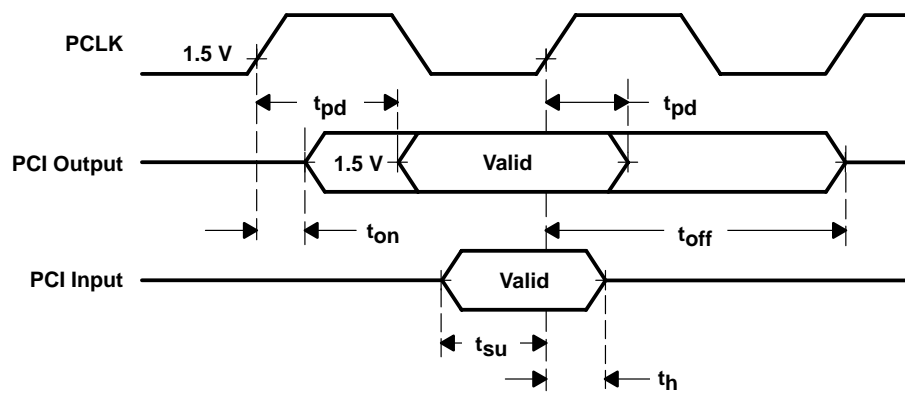 PCLK
1.5 V
tpd
tpd
PCI Output
1.5 V
Valid
ton
toff
PCI Input
Valid
tsu
th